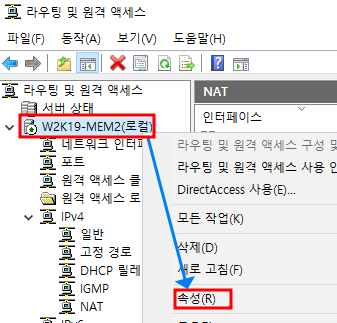 라우팅 및 원격 액세스
파일(F) 동작(A) 보기(V) 도움말(H)
라우팅 및 원격 액세스
서버 상태
W2K19-MEM2(로컬)
네트워크 인터페
포트
원격 액세스 클
원격 액세스 로
IPv4
일반
고정 경로
DHCP 릴레
IGMP
NAT
NAT
인터페이스
라우팅 및 원격 액세스 구성 및
라우팅 및 원격 액세스 사용 안
DirectAccess 사용(E)...
모든 작업(K)
삭제(D)
새로 고침(F)
속성(R)